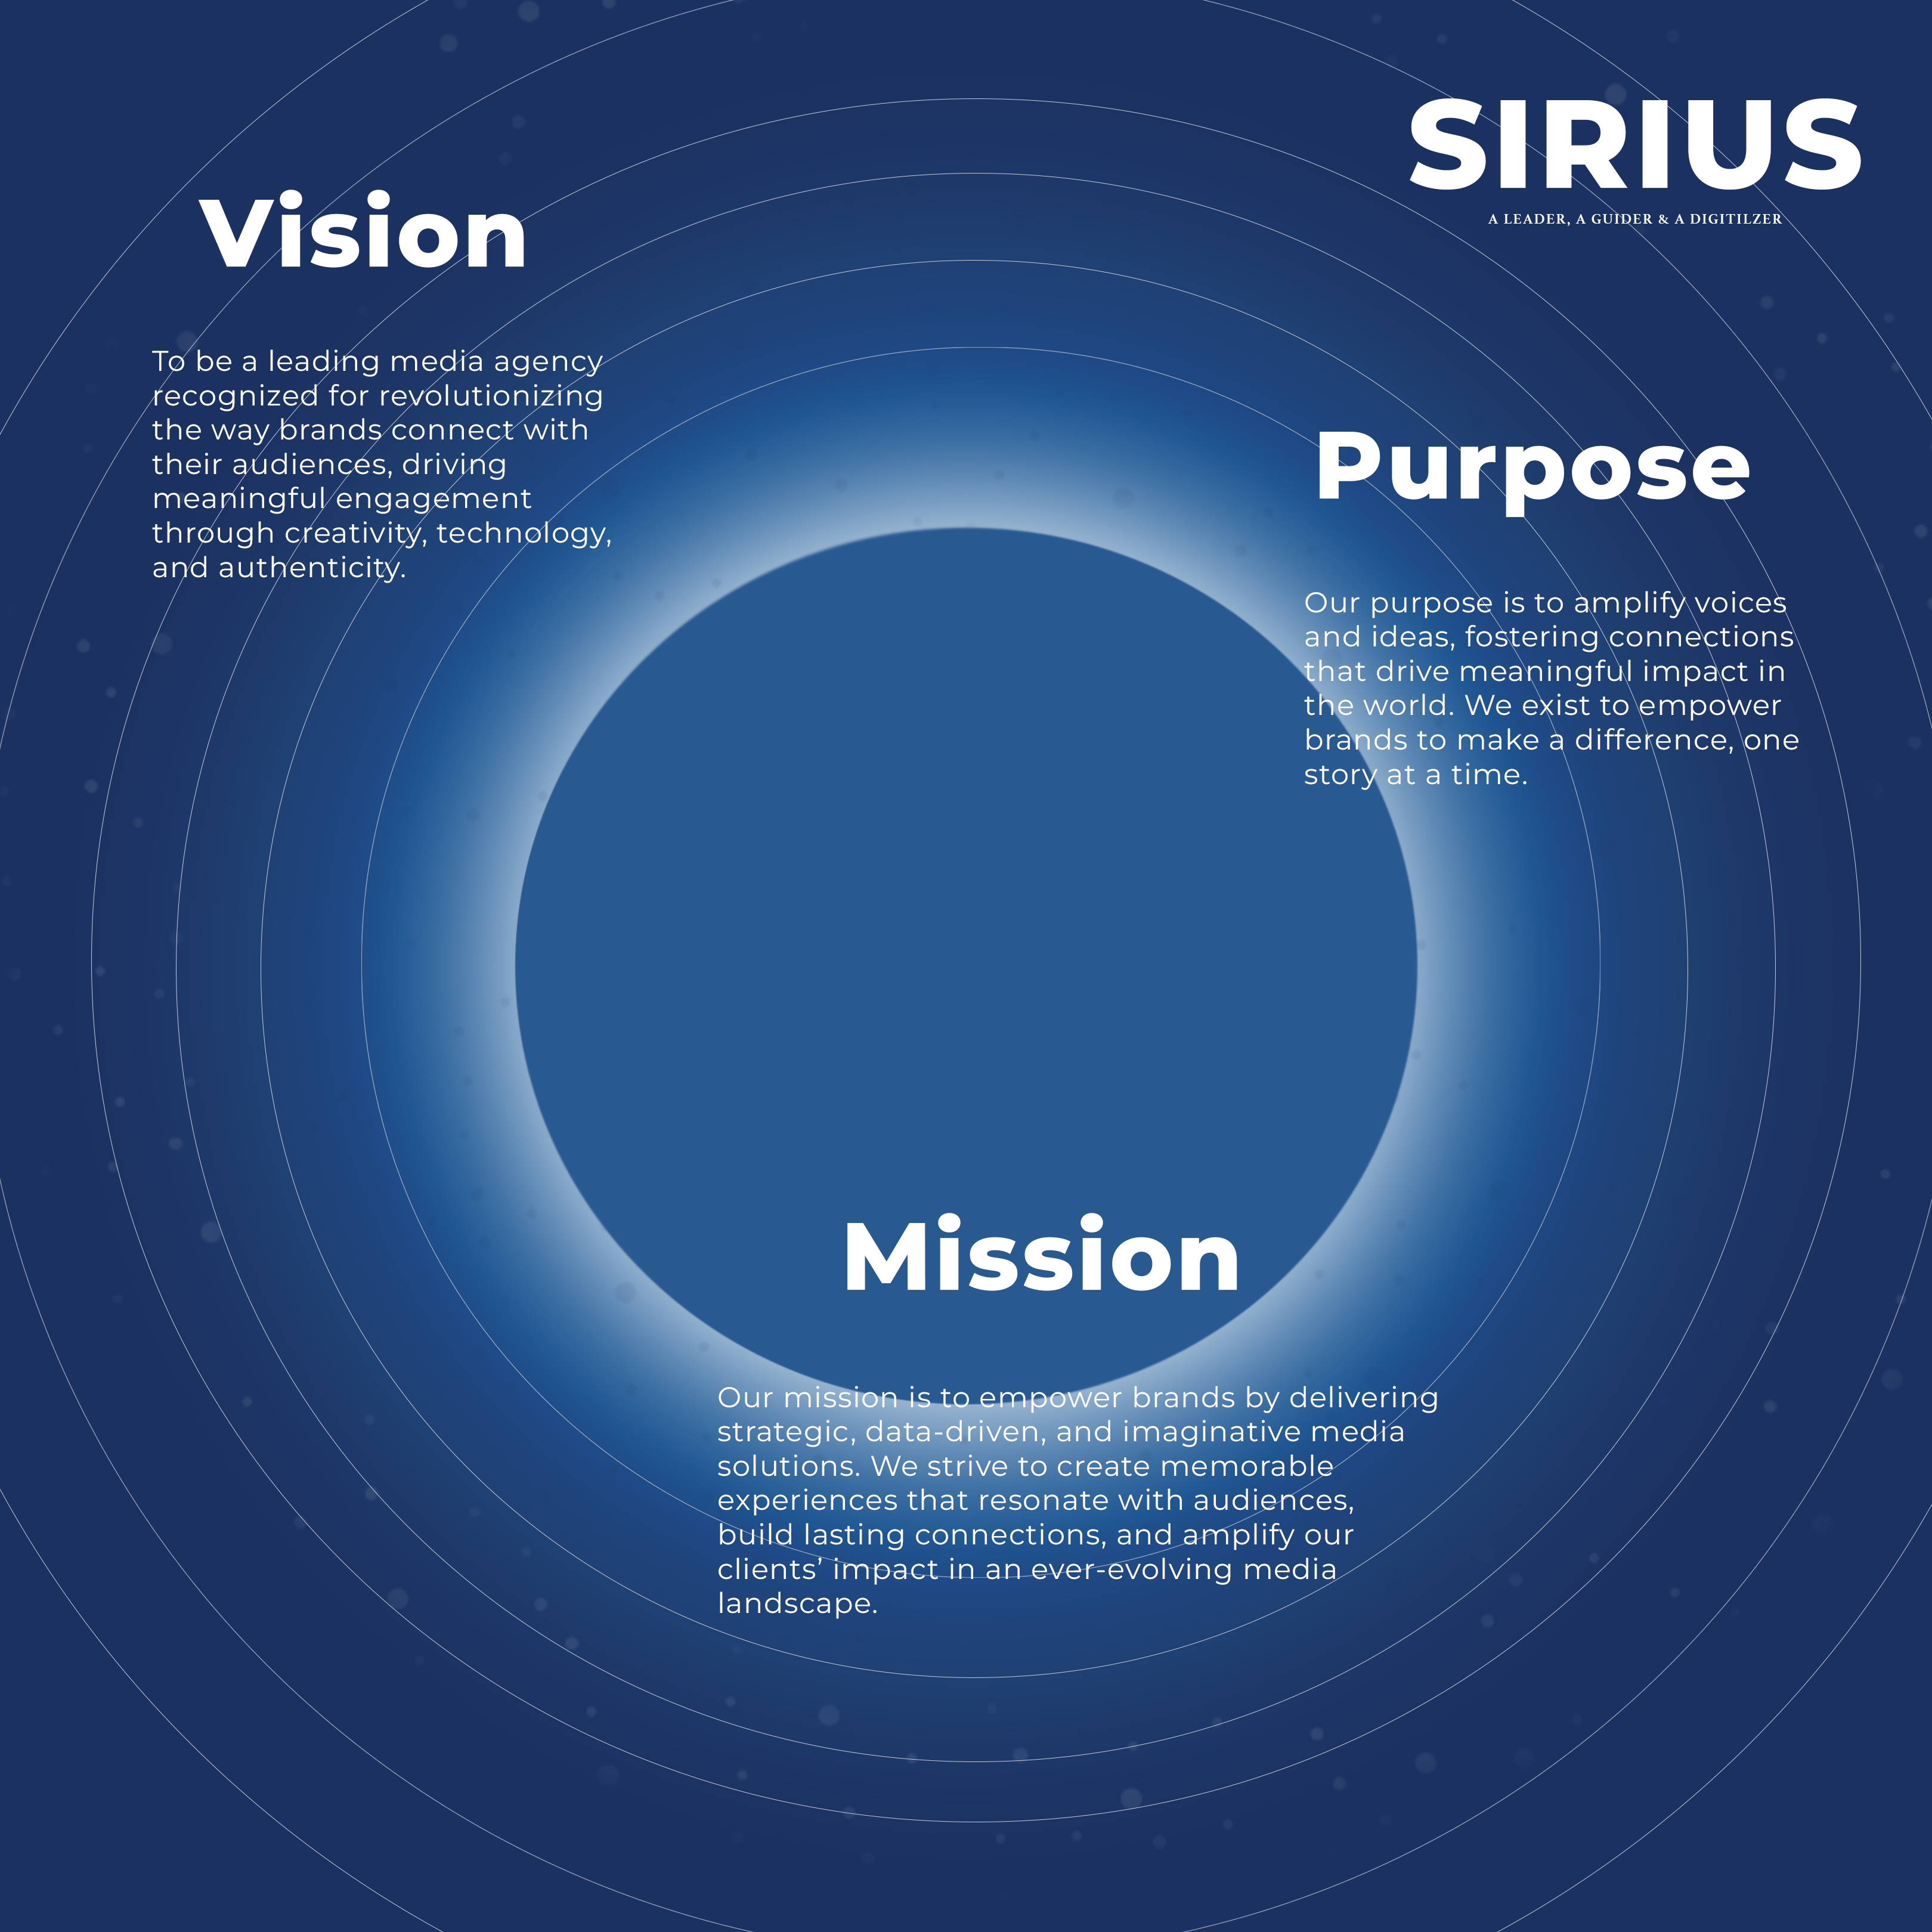 SIRIUS
A LEADER, A GUIDER & A DIGITILZER
Vision
To be a leading media agency
recognized for revolutionizing
the way brands connect with
their audiences, driving
meaningful engagement
through creativity, technology,
and authenticity.
Purpose
Our purpose is to amplify voices
and ideas, fostering connections
that drive meaningful impact in
the world. We exist to empower
brands to make a difference, one
story at a time.
Mission
Our mission is to empower brands by delivering
strategic, data-driven, and imaginative media
solutions. We strive to create memorable
experiences that resonate with audiences,
build lasting connections, and amplify our
clients’ impact in an ever-evolving media
landscape.